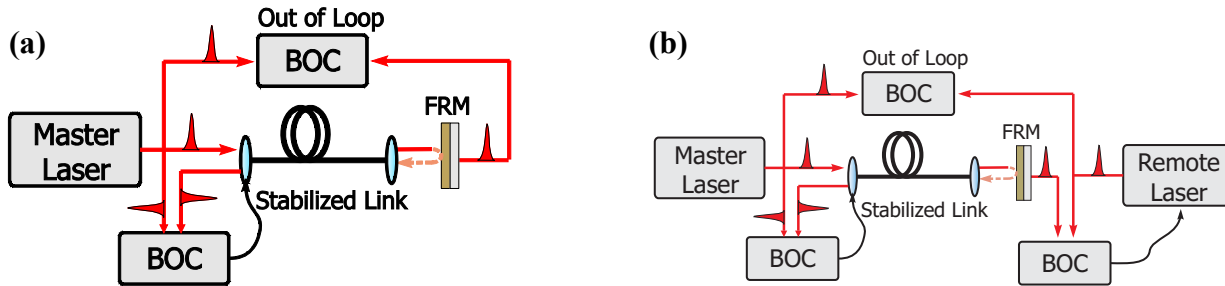 (a)
Out of Loop
BOC
FRM
Master
Laser
Stabilized Link
BOC
(b)
Out of Loop
BOC
FRM
Master
Laser
Remote
Laser
Stabilized Link
BOC
BOC